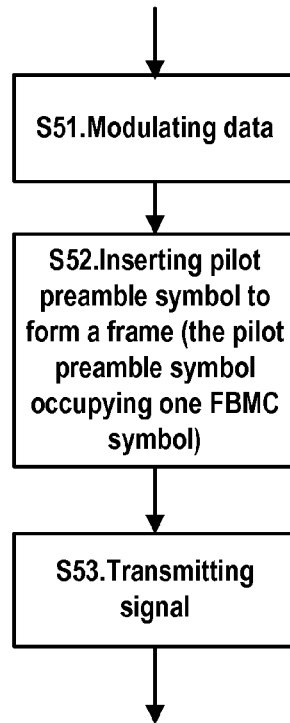 S51.Modulating data
S52.Inserting pilot
preamble symbol to
form a frame (the pilot
preamble symbol
occupying one FBMC
symbol)
S53.Transmitting
signal